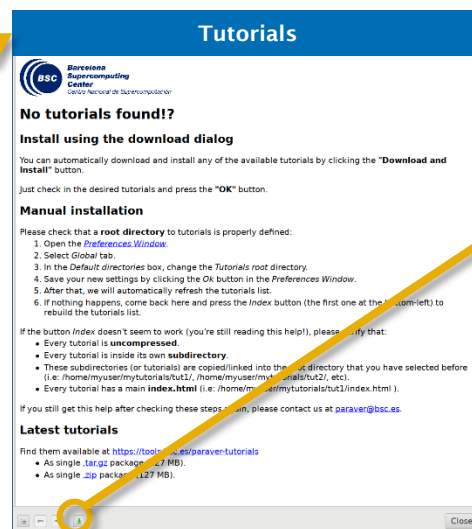 Tutorials
BSC
Barcelona
Supercomputing
Center
Centro Nacional de Supercomputación
No tutorials found!?
Install using the download dialog
You can automatically download and install any of the available tutorials by clicking the "Download and
Install" button.
Just check in the desired tutorials and press the "OK" button.
Manual installation
Please check that a root directory to tutorials is properly defined:
1. Open the Preferences Window.
2. Select Global tab.
3. In the Default directories box, change the Tutorials root directory.
4. Save your new settings by clicking the Ok button in the Preferences Window.
5. After that, we will automatically refresh the tutorials list.
6. If nothing happens, come back here and press the Index button (the first one at the bottom-left) to
rebuild the tutorials list.
If the button Index doesn't seem to work (you're still reading this help!), please verify that:
• Every tutorial is uncompressed.
• Every tutorial is inside its own subdirectory.
• These subdirectories (or tutorials) are copied/linked into the root directory that you have selected before
(i.e: /home/myuser/mytutorials/tut1/, /home/myuser/mytutorials/tut2/, etc).
• Every tutorial has a main index.html (i.e: /home/myuser/mytutorials/tut1/index.html ).
If you still get this help after checking these steps again, please contact us at paraver@bsc.es.
Latest tutorials
Find them available at https://tools.bsc.es/paraver-tutorials
• As single .tar.gz package (127 MB).
• As single .zip package (127 MB).
Close